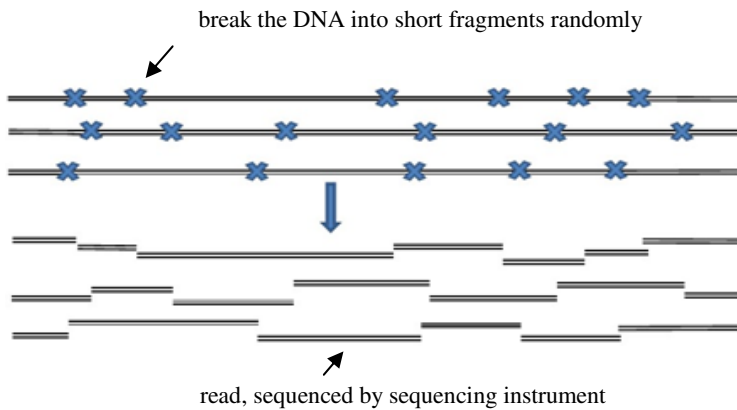 break the DNA into short fragments randomly
read, sequenced by sequencing instrument